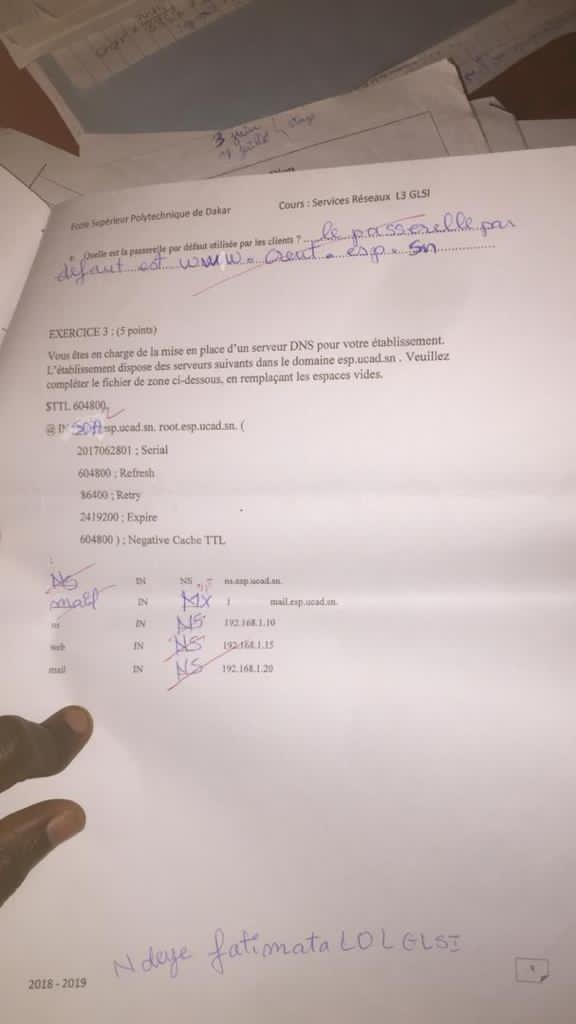 3 juin
Ecole Supérieur Polytechnique de Dakar
Cours : Services Réseaux L3 GLSI
Quelle est la passerelle par défaut utilisée par les clients ? ....le passerelle par
défaut est www. .esp.sn
EXERCICE 3 : (5 points)
Vous êtes en charge de la mise en place d'un serveur DNS pour votre établissement.
L'établissement dispose des serveurs suivants dans le domaine esp.ucad.sn . Veuillez
compléter le fichier de zone ci-dessous, en remplaçant les espaces vides.
$TTL 604800
@ IN SOA esp.ucad.sn. root.esp.ucad.sn. (
2017062801 ; Serial
604800 ; Refresh
86400 ; Retry
2419200 ; Expire
604800 ) ; Negative Cache TTL
;
NS IN NS ns.esp.ucad.sn.
mail IN MX 1 mail.esp.ucad.sn.
ns IN NS 192.168.1.10
web IN NS 192.168.1.15
mail IN NS 192.168.1.20
Ndeye fatimata LOL GLSI
2018 - 2019